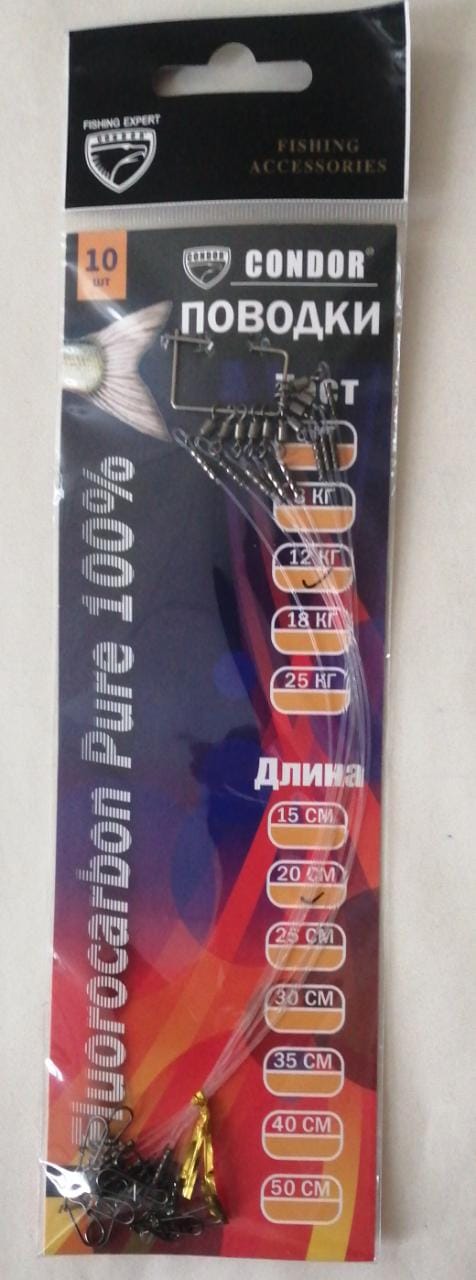 FISHING EXPERT
CONDOR
FISHING
ACCESSORIES
10
шт
CONDOR®
ПОВОДКИ
Fluorocarbon Pure 100%
12 КГ
18 КГ
25 КГ
Длина
15 СМ
20 СМ
25 СМ
30 СМ
35 СМ
40 СМ
50 СМ